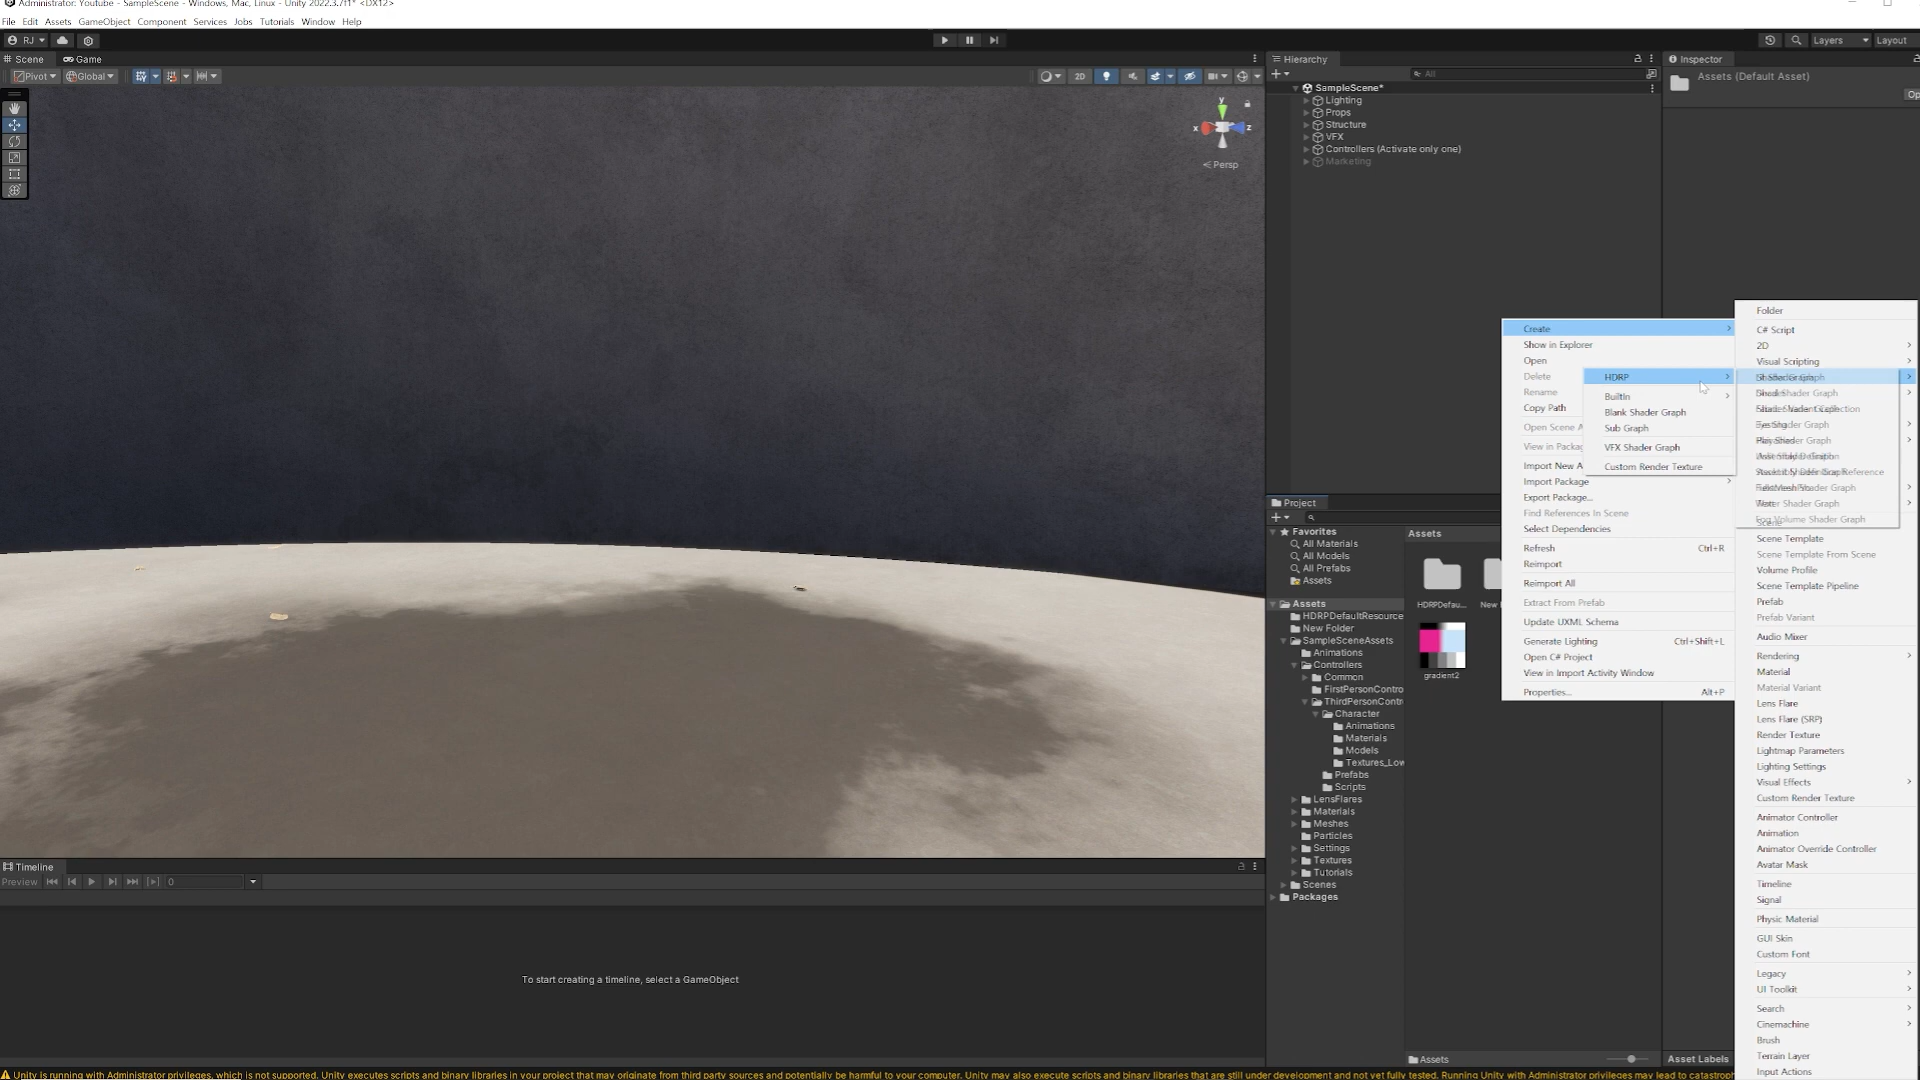 Administrator: Youtube - SampleScene - Windows, Mac, Linux - Unity 2022.3.7f1* <DX12>
File Edit Assets GameObject Component Services Jobs Tutorials Window Help
RJ
Layers
Layout
Scene
Game
Pivot
Global
2D
y
x
z
Persp
Hierarchy
All
SampleScene*
Lighting
Props
Structure
VFX
Controllers (Activate only one)
Marketing
Inspector
Assets (Default Asset)
Op
Create
Show in Explorer
Open
Delete
Rename
Copy Path
Open Scene A
View in Packag
Import New A
Import Package
Export Package...
Find References In Scene
Select Dependencies
Refresh Ctrl+R
Reimport
Reimport All
Extract From Prefab
Update UXML Schema
Generate Lighting Ctrl+Shift+L
Open C# Project
View in Import Activity Window
Properties... Alt+P
HDRP
BuiltIn
Blank Shader Graph
Sub Graph
VFX Shader Graph
Custom Render Texture
Folder
C# Script
2D
Visual Scripting
Fog Volume Shader Graph
Scene
Scene Template
Scene Template From Scene
Volume Profile
Scene Template Pipeline
Prefab
Prefab Variant
Audio Mixer
Rendering
Material
Material Variant
Lens Flare
Lens Flare (SRP)
Render Texture
Lightmap Parameters
Lighting Settings
Visual Effects
Custom Render Texture
Animator Controller
Animation
Animator Override Controller
Avatar Mask
Timeline
Signal
Physic Material
GUI Skin
Custom Font
Legacy
UI Toolkit
Search
Cinemachine
Brush
Terrain Layer
Input Actions
Project
Favorites
All Materials
All Models
All Prefabs
Assets
Assets
HDRPDefaultResource
New Folder
SampleSceneAssets
Animations
Controllers
Common
FirstPersonContro
ThirdPersonContr
Character
Animations
Materials
Models
Textures_Low
Prefabs
Scripts
LensFlares
Materials
Meshes
Particles
Settings
Textures
Tutorials
Scenes
Packages
Assets
HDRPDefau...
New
gradient2
Assets
Asset Labels
Timeline
Preview
0
To start creating a timeline, select a GameObject
Unity is running with Administrator privileges, which is not supported. Unity executes scripts and binary libraries in your project that may originate from third party sources and potentially be harmful to your computer. Unity may also execute scripts and binary libraries that are still under development and not yet fully tested. Running Unity with Administrator privileges may lead to catastroph